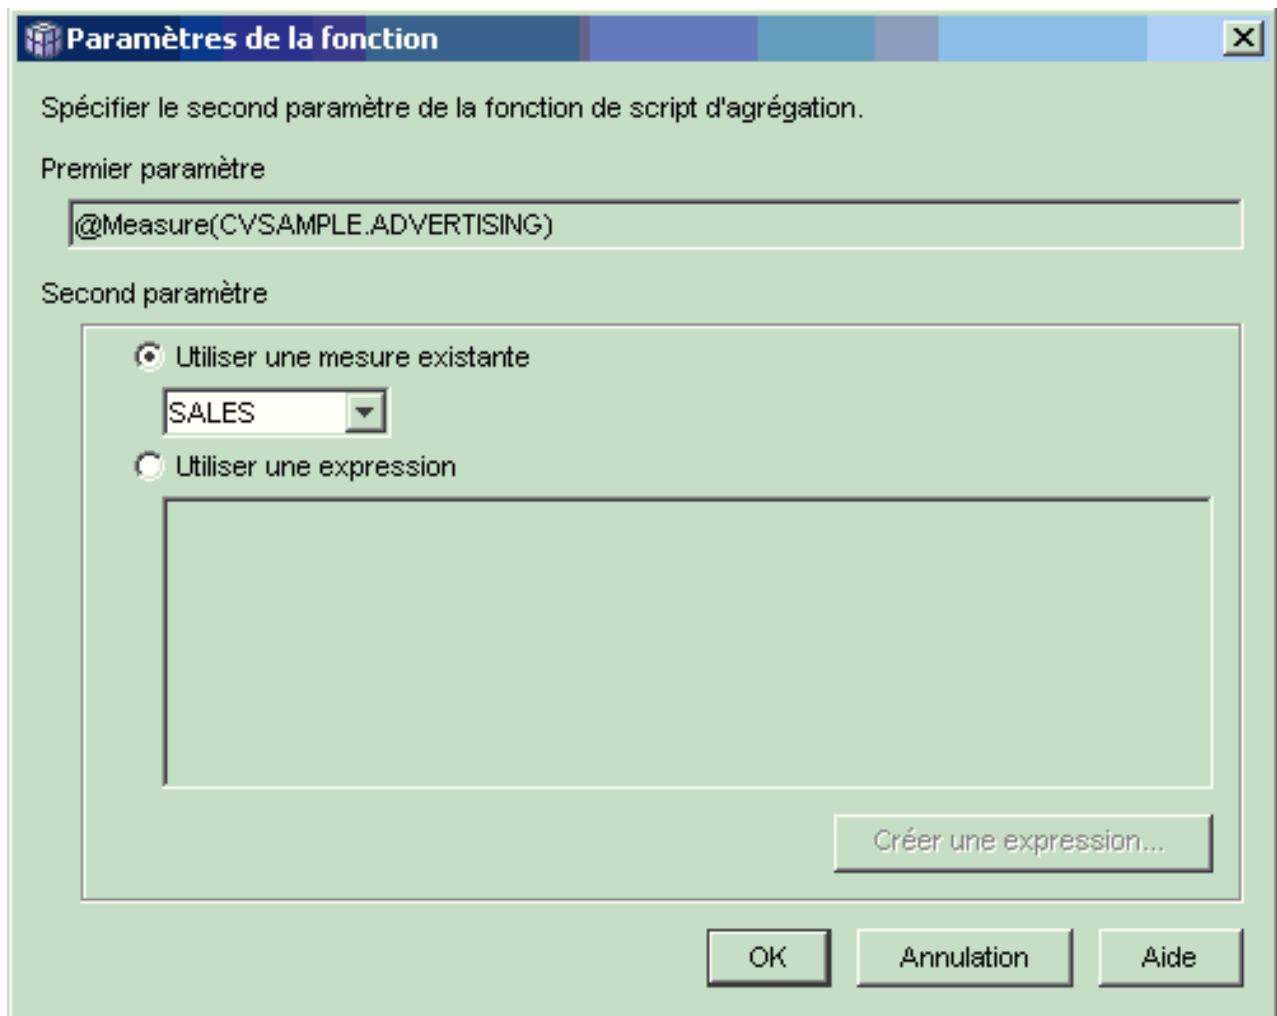 Paramètres de la fonction
Spécifier le second paramètre de la fonction de script d'agrégation.
Premier paramètre
@Measure(CVSAMPLE.ADVERTISING)
Second paramètre
Utiliser une mesure existante
SALES
Utiliser une expression
Créer une expression...
OK Annulation Aide